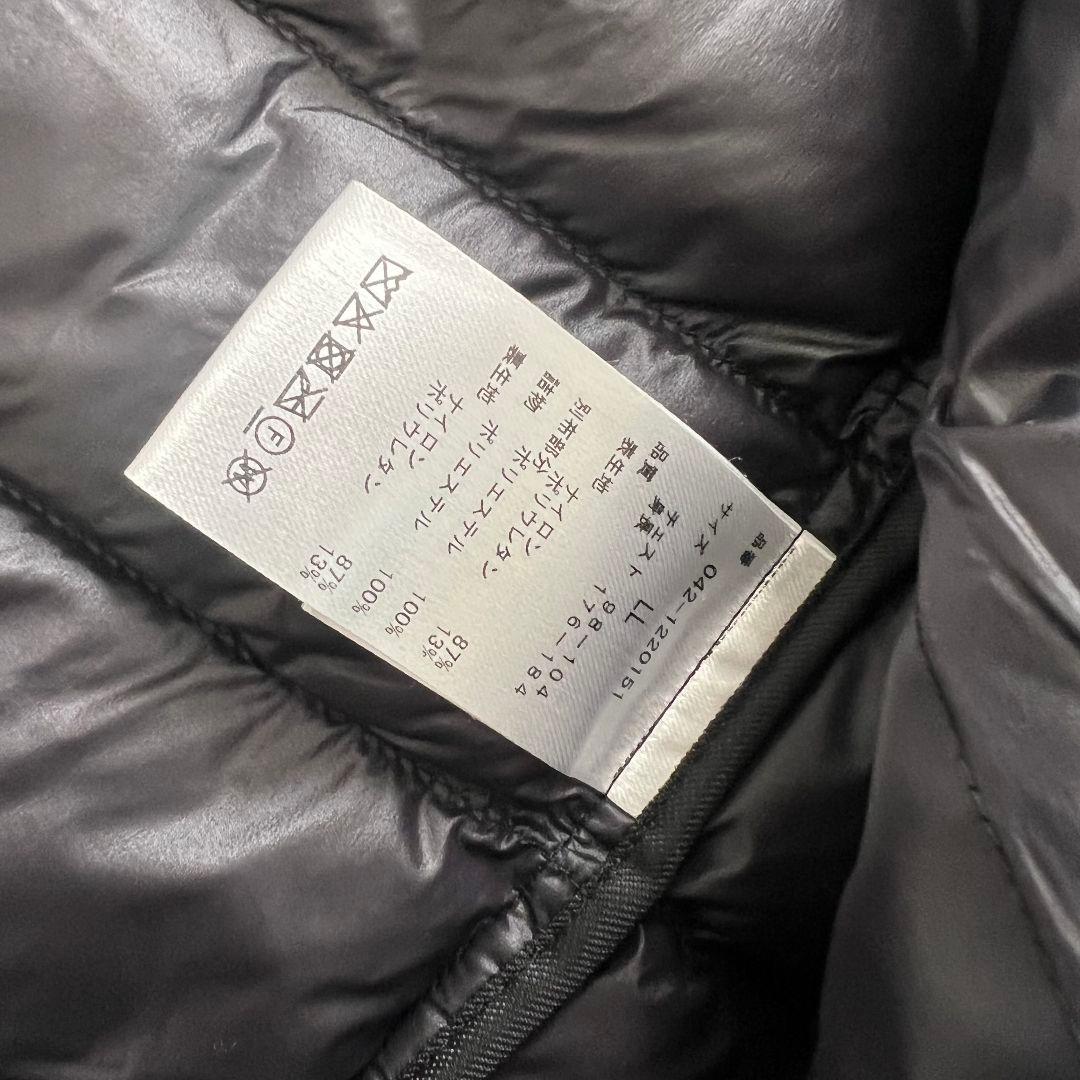 品番 042-1220151
サイズ LL
チェスト 98-104
身長 176-184
品質
表生地 ナイロン 87%
ポリウレタン 13%
別布部分 ポリエステル 100%
詰物 ポリエステル 100%
裏生地 ナイロン 87%
ポリウレタン 13%
F
W